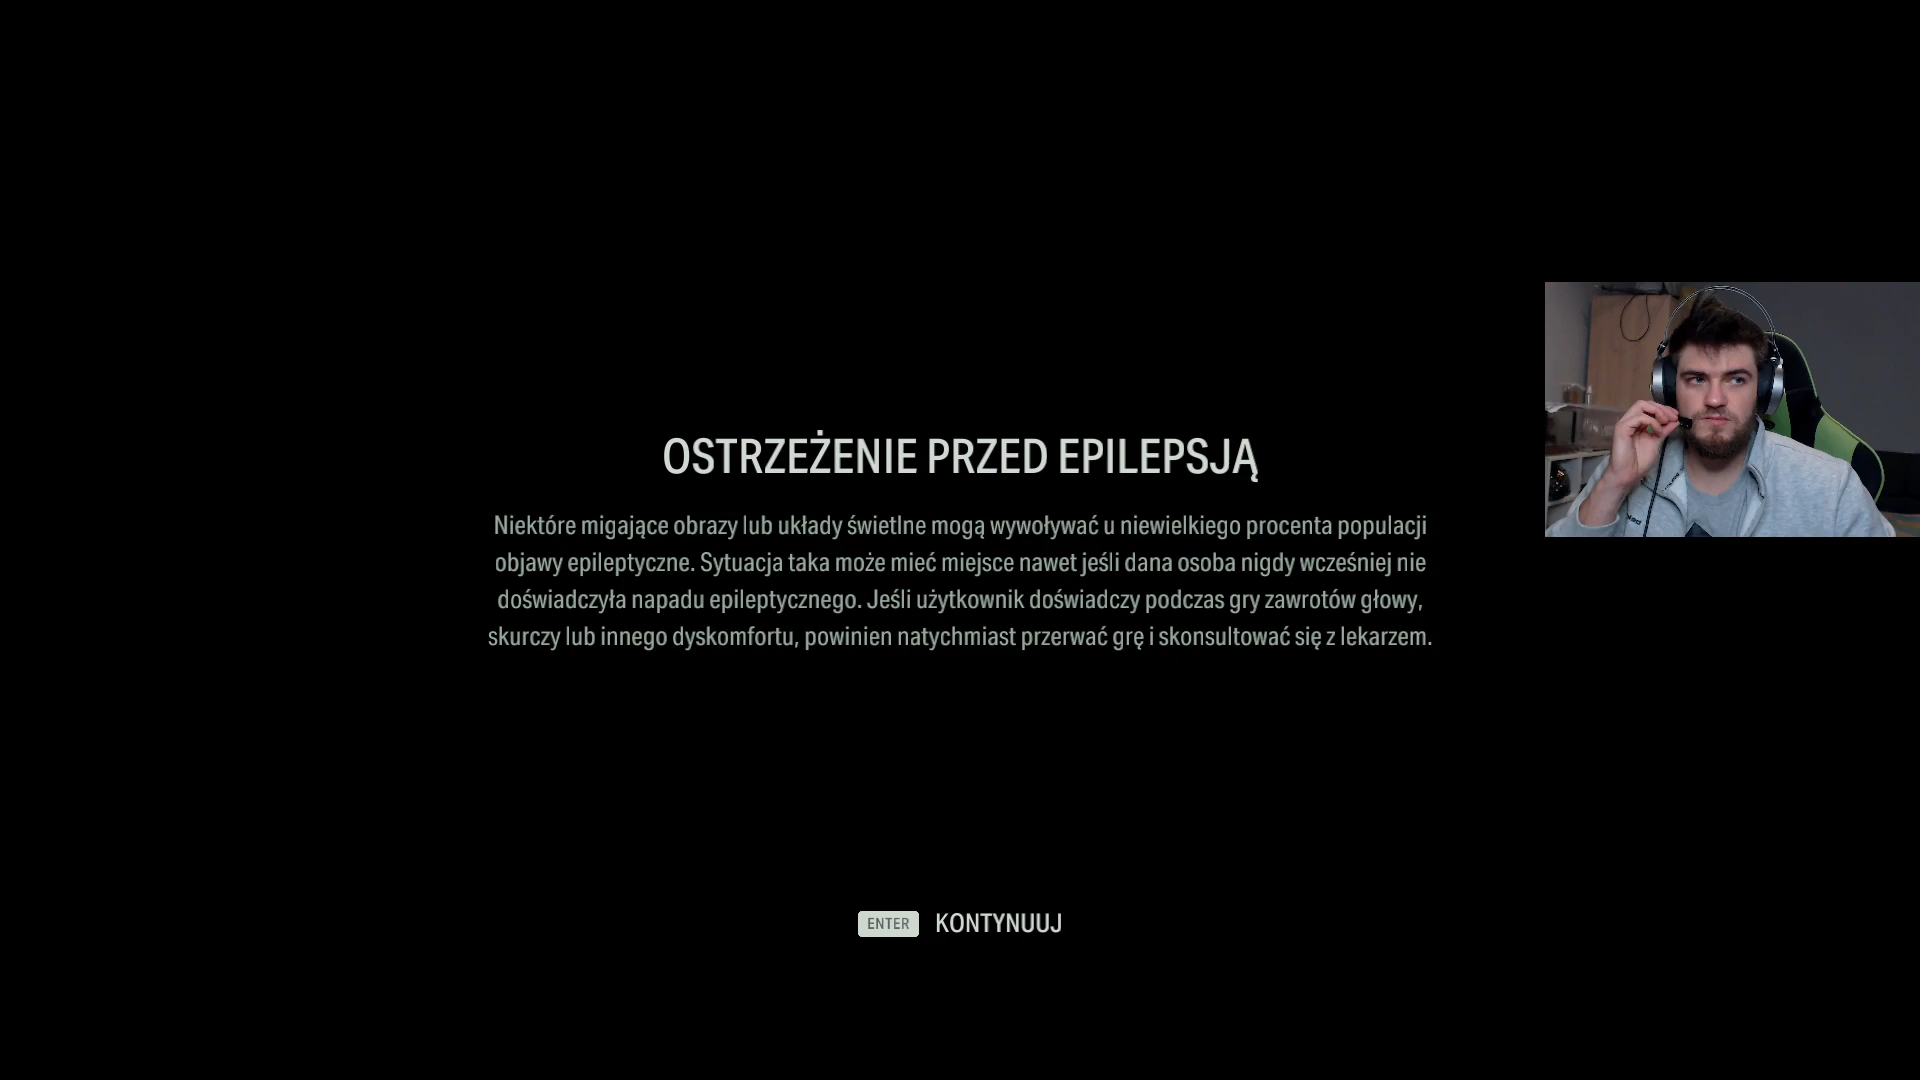 OSTRZEŻENIE PRZED EPILEPSJĄ
Niektóre migające obrazy lub układy świetlne mogą wywoływać u niewielkiego procenta populacji
objawy epileptyczne. Sytuacja taka może mieć miejsce nawet jeśli dana osoba nigdy wcześniej nie
doświadczyła napadu epileptycznego. Jeśli użytkownik doświadczy podczas gry zawrotów głowy,
skurczy lub innego dyskomfortu, powinien natychmiast przerwać grę i skonsultować się z lekarzem.
ENTER KONTYNUUJ